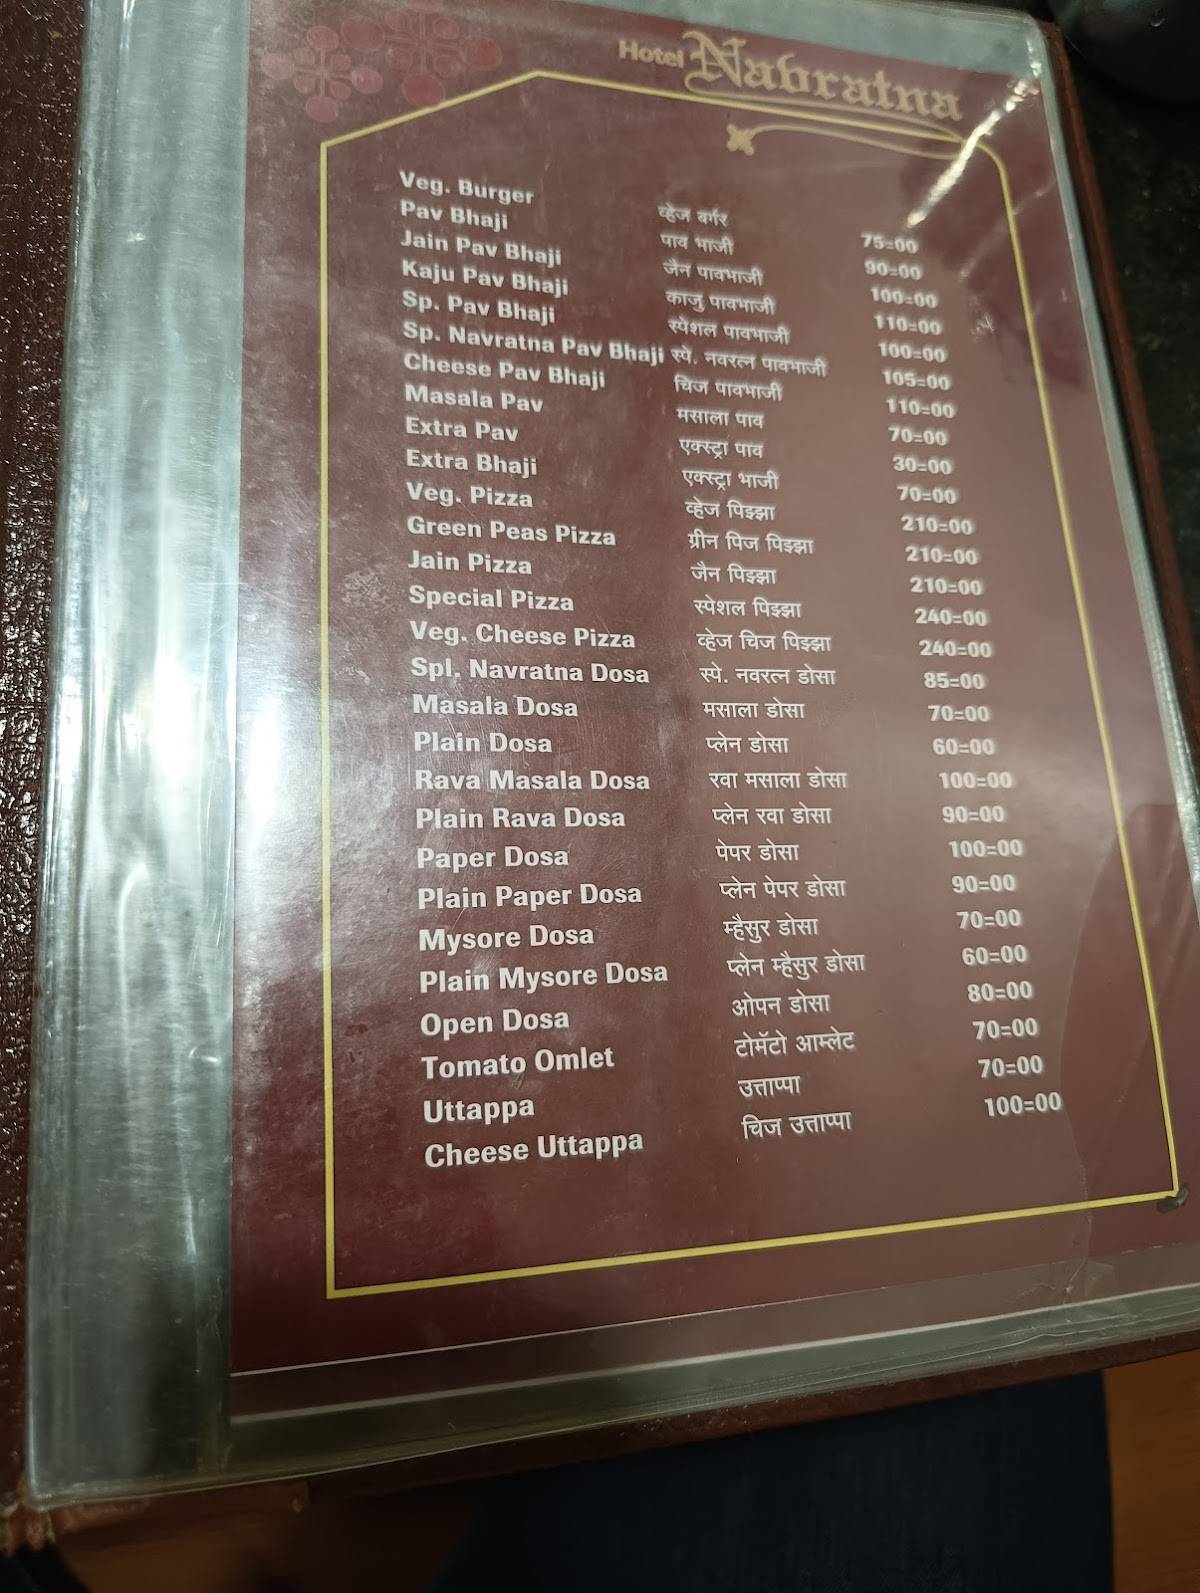 Hotel Navratna
Veg. Burger व्हेज बर्गर 75=00
Pav Bhaji पाव भाजी 90=00
Jain Pav Bhaji जैन पावभाजी 100=00
Kaju Pav Bhaji काजु पावभाजी 110=00
Sp. Pav Bhaji स्पेशल पावभाजी 100=00
Sp. Navratna Pav Bhaji स्पे. नवरत्न पावभाजी 105=00
Cheese Pav Bhaji चिज पावभाजी 110=00
Masala Pav मसाला पाव 70=00
Extra Pav एक्स्ट्रा पाव 30=00
Extra Bhaji एक्स्ट्रा भाजी 70=00
Veg. Pizza व्हेज पिझ्झा 210=00
Green Peas Pizza ग्रीन पिज पिझ्झा 210=00
Jain Pizza जैन पिझ्झा 210=00
Special Pizza स्पेशल पिझ्झा 240=00
Veg. Cheese Pizza व्हेज चिज पिझ्झा 240=00
Spl. Navratna Dosa स्पे. नवरत्न डोसा 85=00
Masala Dosa मसाला डोसा 70=00
Plain Dosa प्लेन डोसा 60=00
Rava Masala Dosa रवा मसाला डोसा 100=00
Plain Rava Dosa प्लेन रवा डोसा 90=00
Paper Dosa पेपर डोसा 100=00
Plain Paper Dosa प्लेन पेपर डोसा 90=00
Mysore Dosa म्हैसुर डोसा 70=00
Plain Mysore Dosa प्लेन म्हैसुर डोसा 60=00
Open Dosa ओपन डोसा 80=00
Tomato Omlet टोमॅटो आम्लेट 70=00
Uttappa उत्ताप्पा 70=00
Cheese Uttappa चिज उत्ताप्पा 100=00